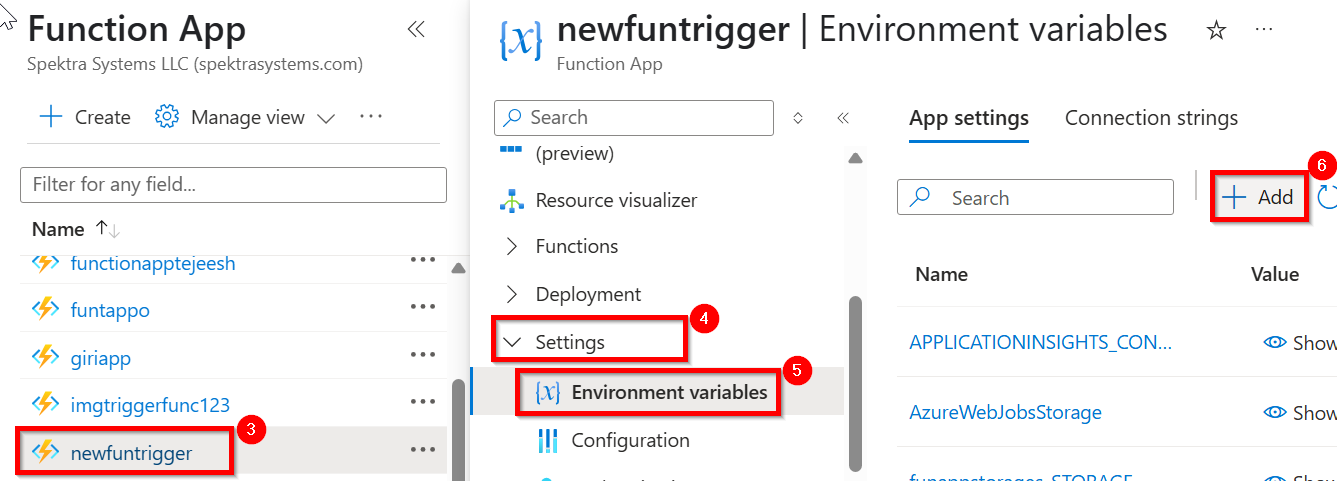 Function App
Spektra Systems LLC (spektrasystems.com)
Create
Manage view
Filter for any field...
Name
functionapptejeesh
funtappo
giriapp
imgtriggerfunc123
3
newfuntrigger
newfuntrigger | Environment variables
Function App
Search
(preview)
Resource visualizer
Functions
Deployment
4
Settings
5
Environment variables
Configuration
App settings
Connection strings
6
Search
Add
Name
Value
APPLICATIONINSIGHTS_CON...
Show
AzureWebJobsStorage
Show
Show